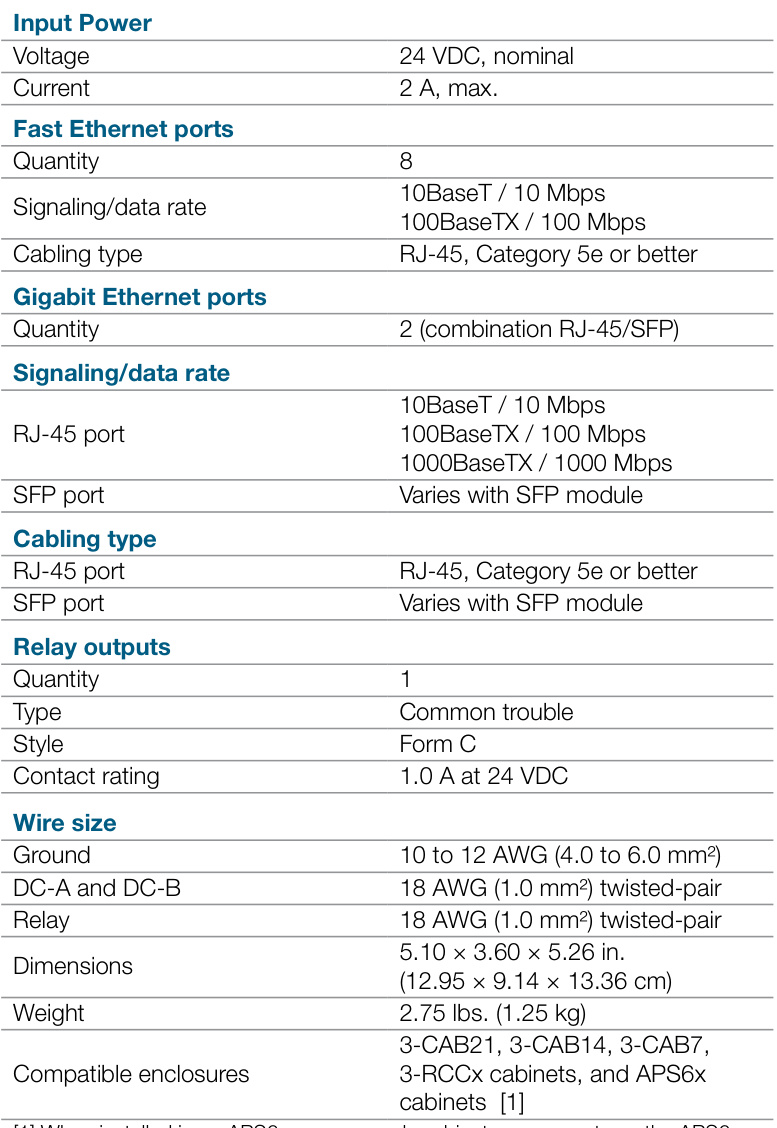 Input Power
Voltage 24 VDC, nominal
Current 2 A, max.
Fast Ethernet ports
Quantity 8
Signaling/data rate 10BaseT / 10 Mbps
100BaseTX / 100 Mbps
Cabling type RJ-45, Category 5e or better
Gigabit Ethernet ports
Quantity 2 (combination RJ-45/SFP)
Signaling/data rate
RJ-45 port 10BaseT / 10 Mbps
100BaseTX / 100 Mbps
1000BaseTX / 1000 Mbps
SFP port Varies with SFP module
Cabling type
RJ-45 port RJ-45, Category 5e or better
SFP port Varies with SFP module
Relay outputs
Quantity 1
Type Common trouble
Style Form C
Contact rating 1.0 A at 24 VDC
Wire size
Ground 10 to 12 AWG (4.0 to 6.0 mm²)
DC-A and DC-B 18 AWG (1.0 mm²) twisted-pair
Relay 18 AWG (1.0 mm²) twisted-pair
Dimensions 5.10 × 3.60 × 5.26 in.
(12.95 × 9.14 × 13.36 cm)
Weight 2.75 lbs. (1.25 kg)
Compatible enclosures 3-CAB21, 3-CAB14, 3-CAB7,
3-RCCx cabinets, and APS6x
cabinets [1]